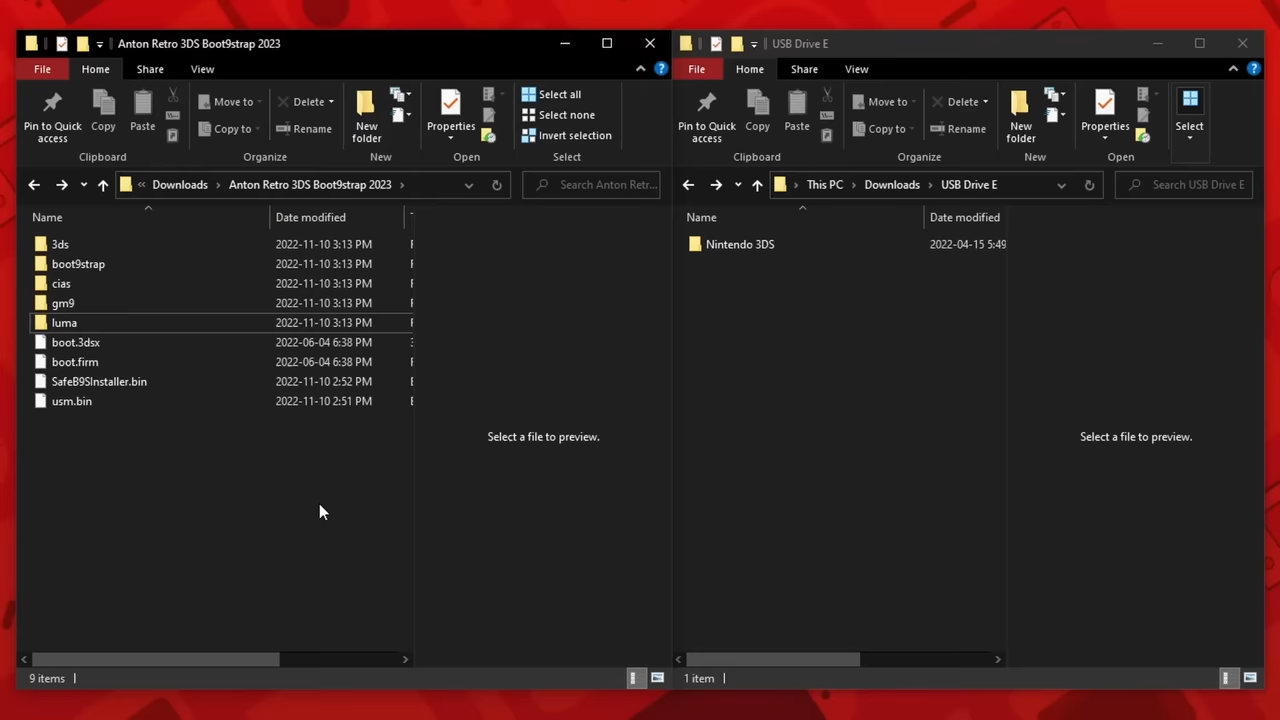 Anton Retro 3DS Boot9strap 2023
File Home Share View
Pin to Quick access
Copy
Paste
Move to
Copy to
Delete
Rename
New folder
Properties
Select all
Select none
Invert selection
Clipboard Organize New Open Select
Downloads Anton Retro 3DS Boot9strap 2023
Search Anton Ret...
Name Date modified
3ds 2022-11-10 3:13 PM
boot9strap 2022-11-10 3:13 PM
cias 2022-11-10 3:13 PM
gm9 2022-11-10 3:13 PM
luma 2022-11-10 3:13 PM
boot.3dsx 2022-06-04 6:38 PM
boot.firm 2022-06-04 6:38 PM
SafeB9SInstaller.bin 2022-11-10 2:52 PM
usm.bin 2022-11-10 2:51 PM
Select a file to preview.
9 items
USB Drive E
File Home Share View
Pin to Quick access
Copy
Paste
Move to
Copy to
Delete
Rename
New folder
Properties
Select
Clipboard Organize New Open
This PC Downloads USB Drive E
Search USB Drive E
Name Date modified
Nintendo 3DS 2022-04-15 5:49
Select a file to preview.
1 item